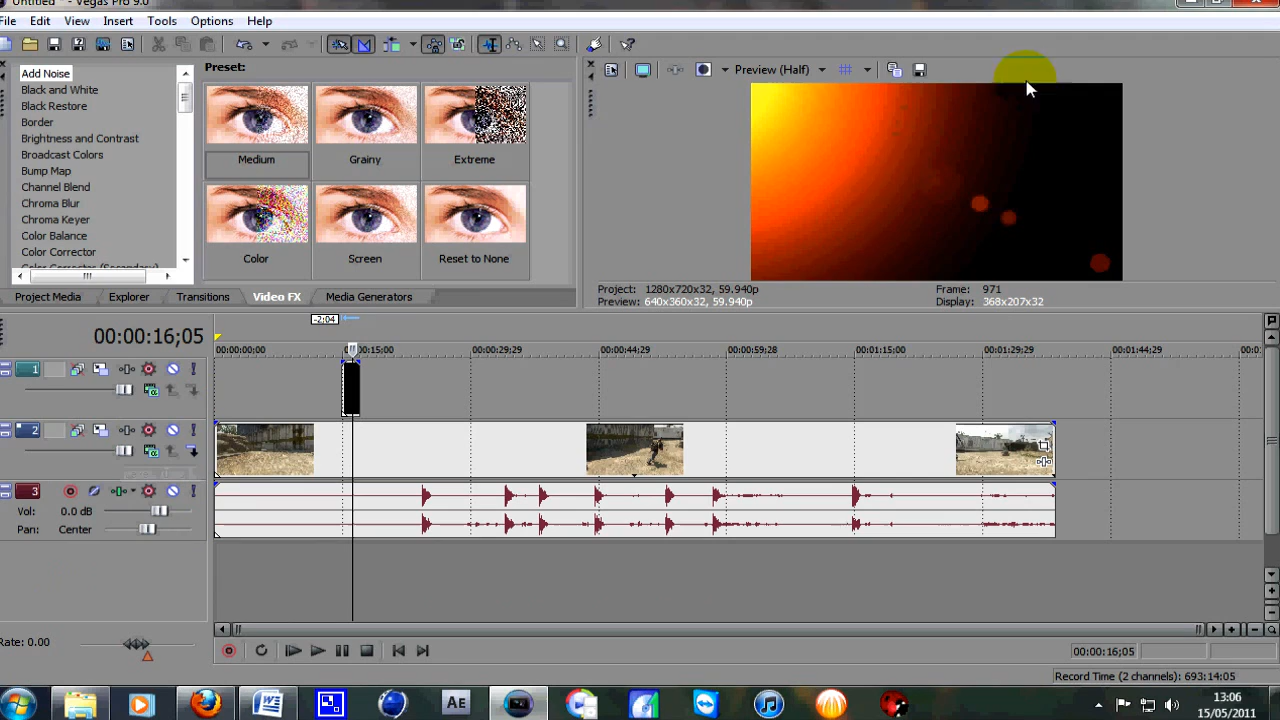 Untitled * - Vegas Pro 9.0
File Edit View Insert Tools Options Help
Add Noise
Black and White
Black Restore
Border
Brightness and Contrast
Broadcast Colors
Bump Map
Channel Blend
Chroma Blur
Chroma Keyer
Color Balance
Color Corrector
Color Corrector (Secondary)
Preset:
Medium Grainy Extreme
Color Screen Reset to None
Preview (Half)
Project: 1280x720x32, 59.940p
Preview: 640x360x32, 59.940p
Frame: 971
Display: 368x207x32
Project Media Explorer Transitions Video FX Media Generators
-2:04
00:00:16;05
00:00:00;00 00:00:15;00 00:00:29;29 00:00:44;29 00:00:59;28 00:01:15;00 00:01:29;29 00:01:44;29
1
2
3
Vol: 0.0 dB
Pan: Center
Rate: 0.00
00:00:16;05
Record Time (2 channels): 693:14:05
Ae
13:06
15/05/2011